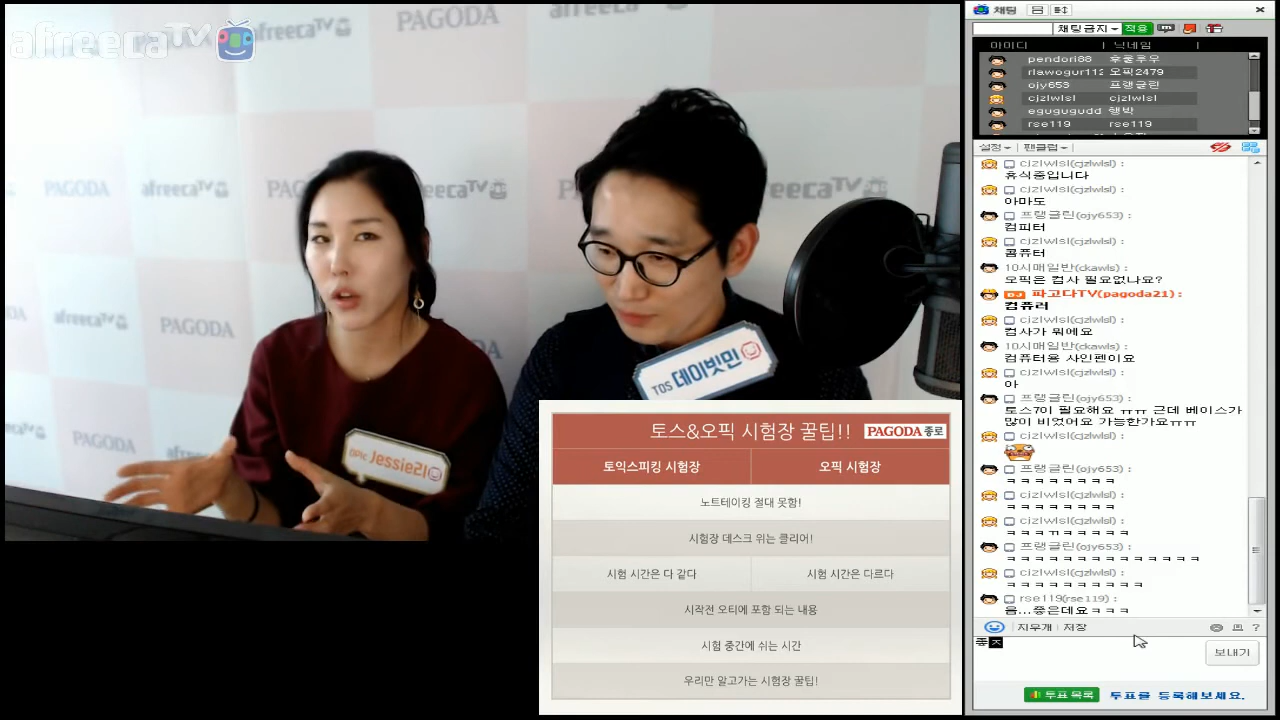 afreecaTV
PAGODA
afreecaTV
PAGODA
afreecaTV
PAGODA
afreecaTV
PAGODA
TOS 데이빗민
OPIc Jessie21
토스&오픽 시험장 꿀팁!! PAGODA 종로
토익스피킹 시험장 오픽 시험장
노트테이킹 절대 못함!
시험장 데스크 위는 클리어!
시험 시간은 다 같다 시험 시간은 다르다
시작전 오티에 포함 되는 내용
시험 중간에 쉬는 시간
우리만 알고가는 시험장 꿀팁!
채팅
채팅금지 적용
아이디 닉네임
pendori88 후룰후우
rlawogur112 오픽2479
ojy653 프랭클린
cjzlwlsl cjzlwlsl
egugugudd 행박
rse119 rse119
설정 팬클럽
cjzlwlsl(cjzlwlsl) :
휴식중입니다
cjzlwlsl(cjzlwlsl) :
아마도
프랭클린(ojy653) :
컴피터
cjzlwlsl(cjzlwlsl) :
콤퓨터
10시매일반(ckawls) :
오픽은 컴사 필요없나요?
DJ 파고다TV(pagoda21) :
컴퓨러
cjzlwlsl(cjzlwlsl) :
컴사가 뭐에요
10시매일반(ckawls) :
컴퓨터용 사인펜이요
cjzlwlsl(cjzlwlsl) :
아
프랭클린(ojy653) :
토스7이 필요해요 ㅠㅠ 근데 베이스가
많이 비었어요 가능한가요ㅠㅠ
cjzlwlsl(cjzlwlsl) :
프랭클린(ojy653) :
ㅋㅋㅋㅋㅋㅋㅋㅋ
cjzlwlsl(cjzlwlsl) :
ㅋㅋㅋㅋㅋㅋㅋㅋ
cjzlwlsl(cjzlwlsl) :
ㅋㅋㅋㄲㅋㅋㅋㅋㅋ
프랭클린(ojy653) :
ㅋㅋㅋㅋㅋㅋㅋㅋㅋㅋㅋㅋㅋㅋ
cjzlwlsl(cjzlwlsl) :
ㅋㅋㅋㅋㅋㅋㅋㅋㅋㅋ
rse119(rse119) :
음...좋은데요ㅋㅋㅋ
지우개 저장
좋ㅈ
보내기
투표목록 투표를 등록해보세요.